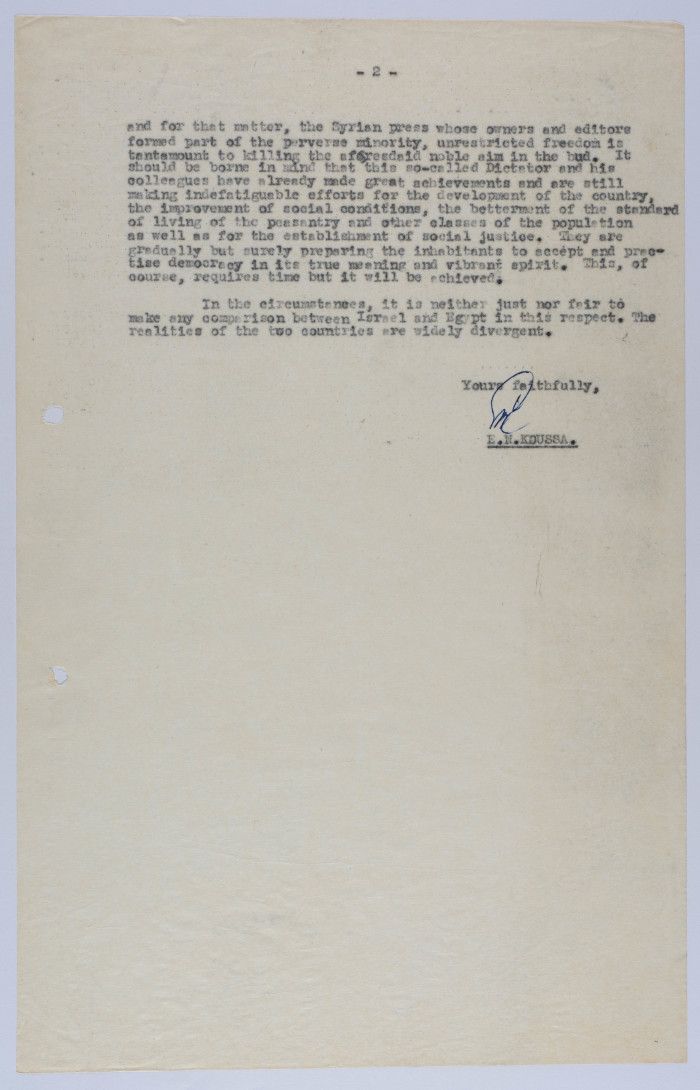 - 2 -
and for that matter, the Syrian press whose owners and editors
formed part of the perverse minority, unrestricted freedom is
tantamount to killing the aforesdaid noble aim in the bud. It
should be borne in mind that this so-called Dictator and his
colleagues have already made great achievements and are still
making indefatiguable efforts for the development of the country,
the improvement of social conditions, the betterment of the standard
of living of the peasantry and other classes of the population
as well as for the establishment of social justice. They are
gradually but surely preparing the inhabitants to accept and prac-
tise democracy in its true meaning and vibrant spirit. This, of
course, requires time but it will be achieved.
In the circumstances, it is neither just nor fair to
make any comparison between Israel and Egypt in this respect. The
realities of the two countries are widely divergent.
Yours faithfully,
E.N.KOUSSA.